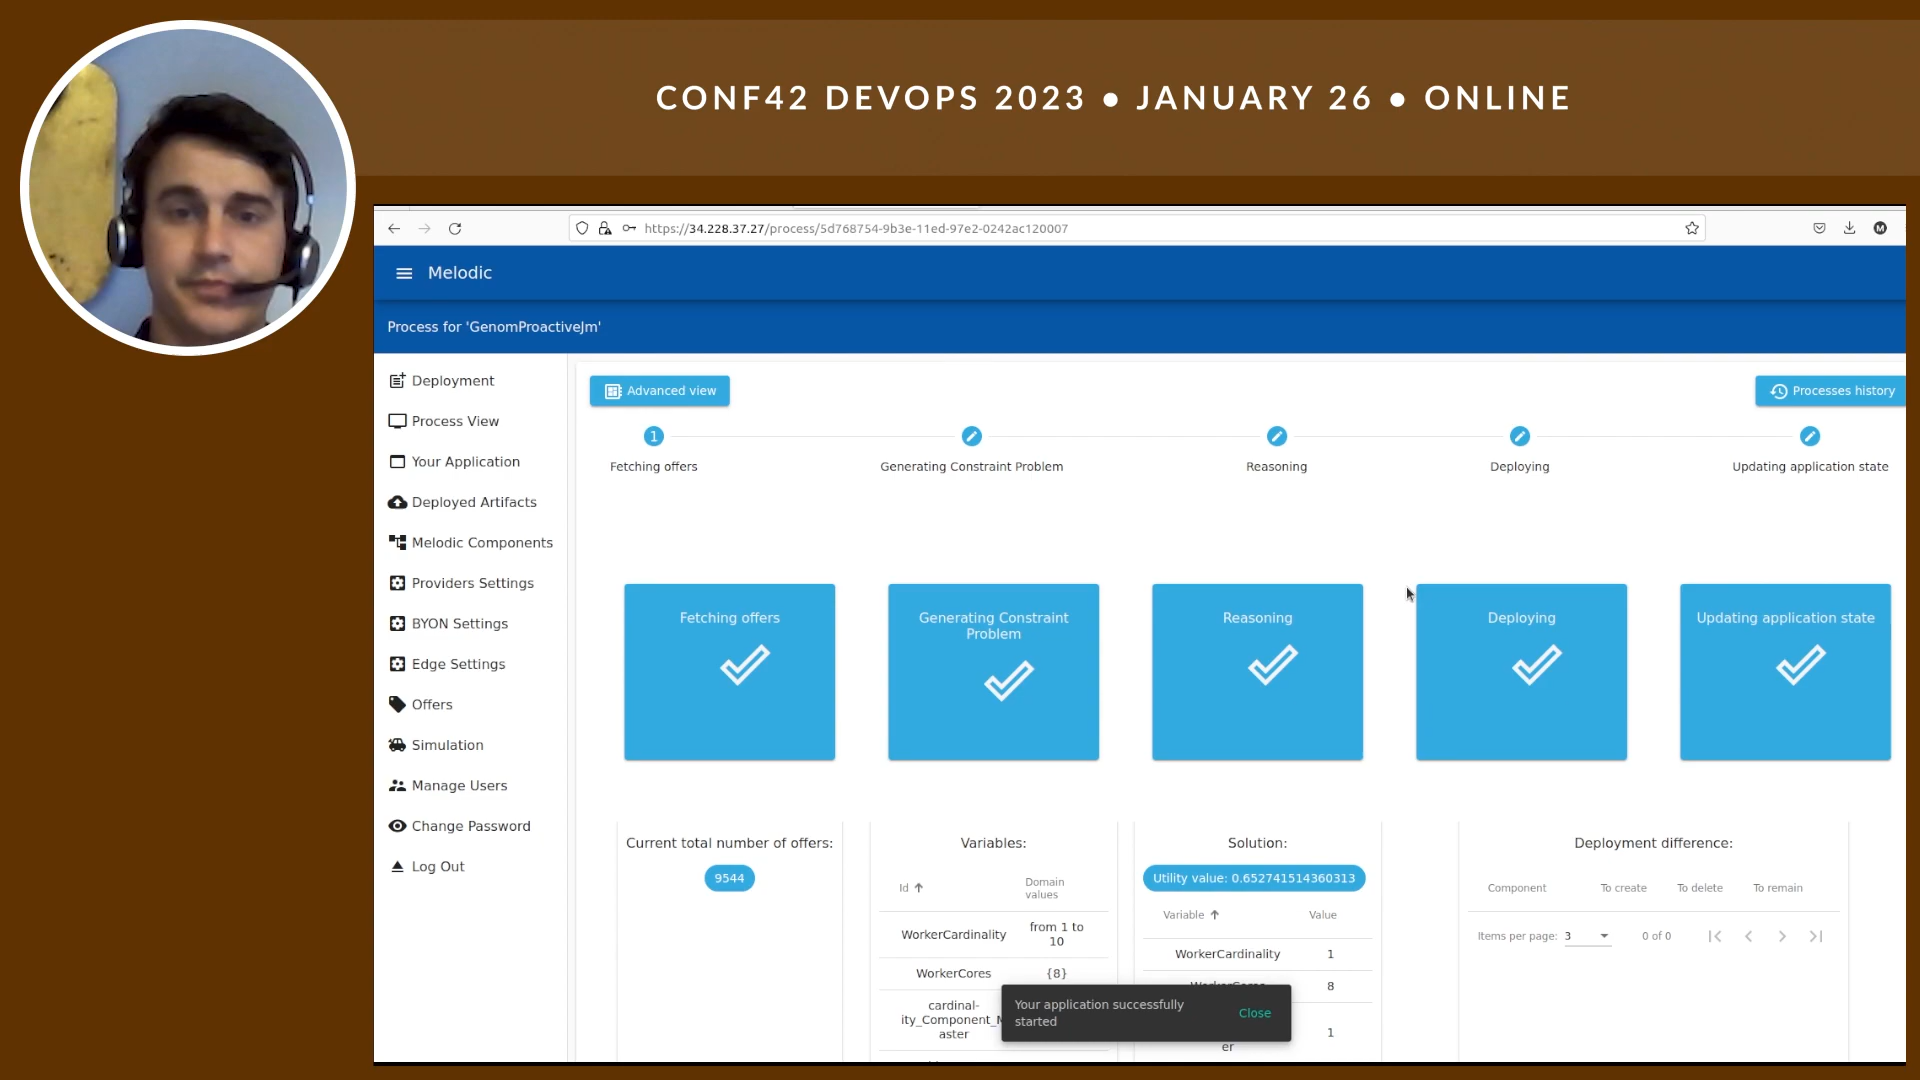 CONF42 DEVOPS 2023 • JANUARY 26 • ONLINE
https://34.228.37.27/process/5d768754-9b3e-11ed-97e2-0242ac120007
M
Melodic
Process for 'GenomProactiveJm'
Deployment
Process View
Your Application
Deployed Artifacts
Melodic Components
Providers Settings
BYON Settings
Edge Settings
Offers
Simulation
Manage Users
Change Password
Log Out
Advanced view
Processes history
1
Fetching offers
Generating Constraint Problem
Reasoning
Deploying
Updating application state
Fetching offers
Generating Constraint
Problem
Reasoning
Deploying
Updating application state
Current total number of offers:
9544
Variables:
Id
Domain
values
WorkerCardinality
from 1 to
10
WorkerCores
{8}
cardinal-
ity_Component_M
aster
Solution:
Utility value: 0.652741514360313
Variable
Value
WorkerCardinality
1
WorkerCores
8
1
er
Deployment difference:
Component
To create
To delete
To remain
Items per page: 3
0 of 0
Your application successfully
started
Close